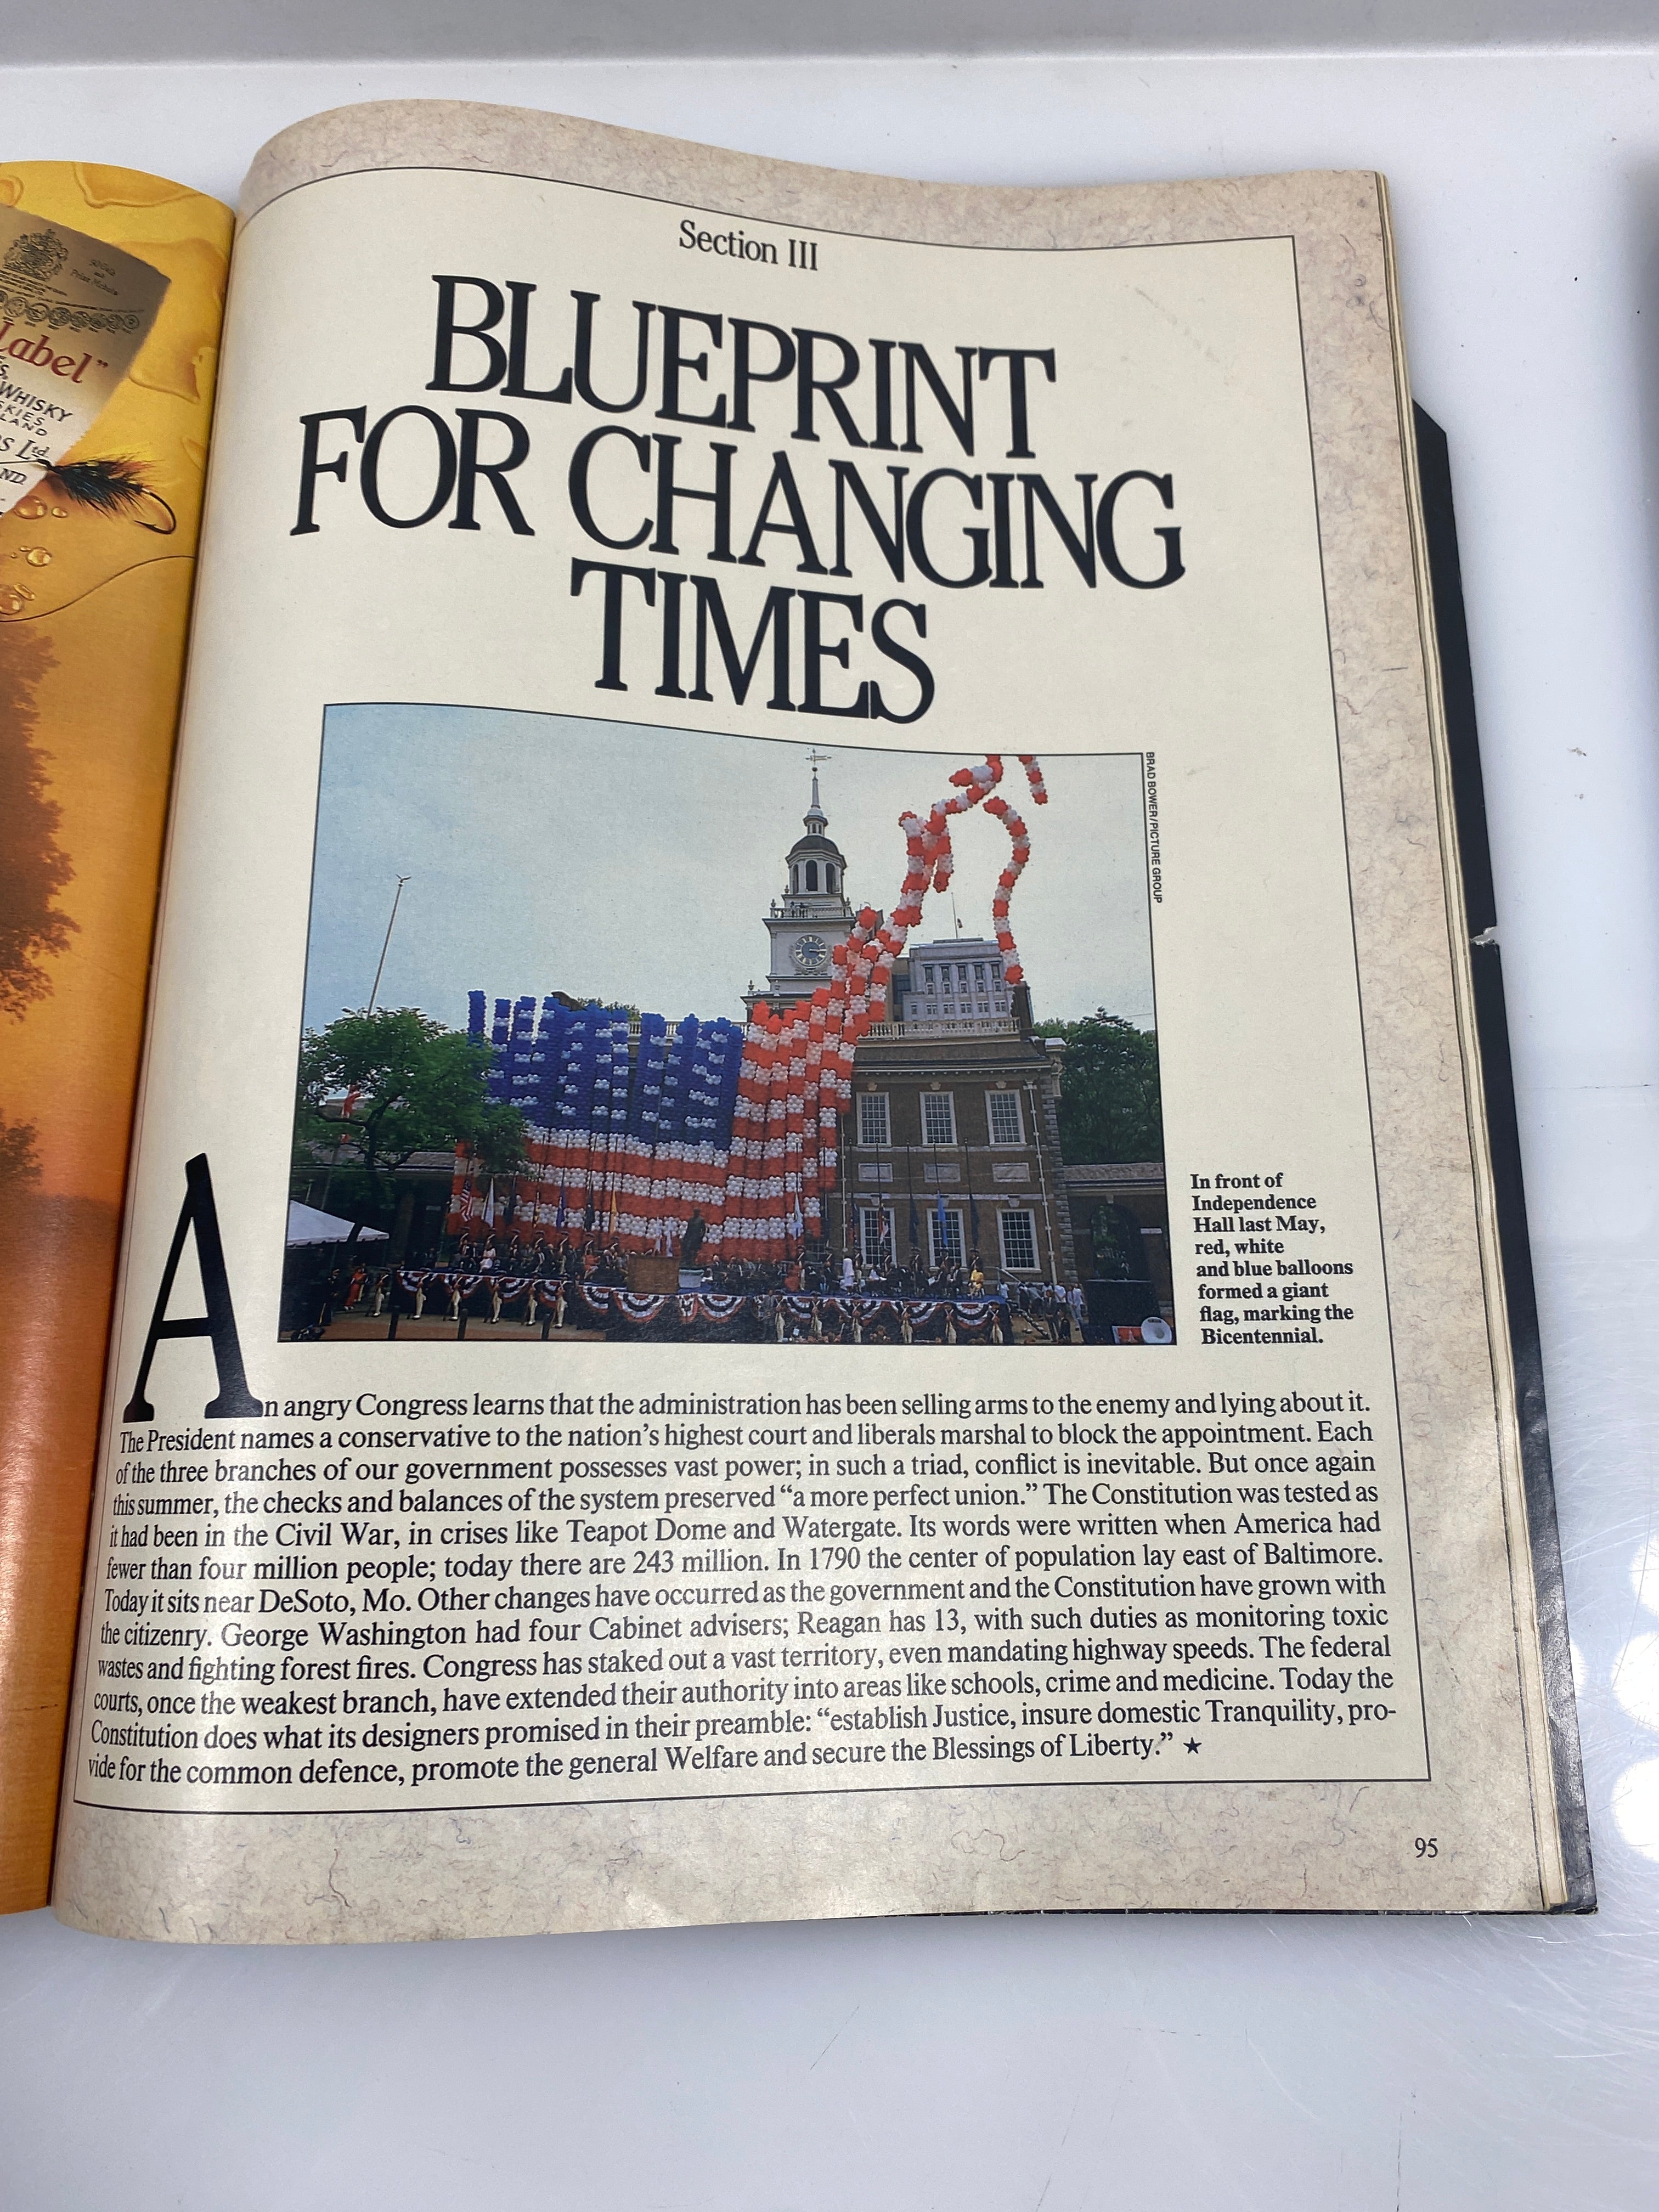 Label"
WHISKY
KIES
LAND
Ltd.
ND.
Section III
BLUEPRINT
FOR CHANGING
TIMES
BRAD BOWER/PICTURE GROUP
In front of
Independence
Hall last May,
red, white
and blue balloons
formed a giant
flag, marking the
Bicentennial.
An angry Congress learns that the administration has been selling arms to the enemy and lying about it.
The President names a conservative to the nation's highest court and liberals marshal to block the appointment. Each
of the three branches of our government possesses vast power; in such a triad, conflict is inevitable. But once again
this summer, the checks and balances of the system preserved "a more perfect union." The Constitution was tested as
it had been in the Civil War, in crises like Teapot Dome and Watergate. Its words were written when America had
fewer than four million people; today there are 243 million. In 1790 the center of population lay east of Baltimore.
Today it sits near DeSoto, Mo. Other changes have occurred as the government and the Constitution have grown with
the citizenry. George Washington had four Cabinet advisers; Reagan has 13, with such duties as monitoring toxic
wastes and fighting forest fires. Congress has staked out a vast territory, even mandating highway speeds. The federal
courts, once the weakest branch, have extended their authority into areas like schools, crime and medicine. Today the
Constitution does what its designers promised in their preamble: "establish Justice, insure domestic Tranquility, pro-
vide for the common defence, promote the general Welfare and secure the Blessings of Liberty." ★
95